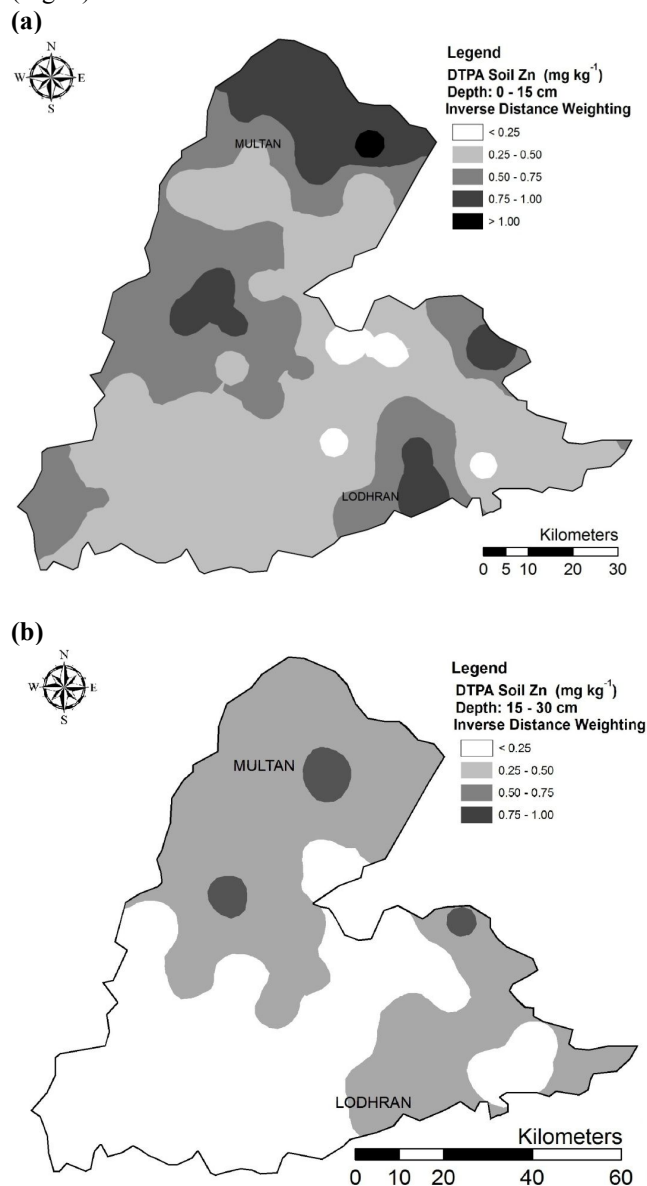 (a)
N
W E
S
MULTAN
LODHRAN
Legend
DTPA Soil Zn (mg kg⁻¹)
Depth: 0 - 15 cm
Inverse Distance Weighting
< 0.25
0.25 - 0.50
0.50 - 0.75
0.75 - 1.00
> 1.00
Kilometers
0 5 10 20 30
(b)
N
W E
S
MULTAN
LODHRAN
Legend
DTPA Soil Zn (mg kg⁻¹)
Depth: 15 - 30 cm
Inverse Distance Weighting
< 0.25
0.25 - 0.50
0.50 - 0.75
0.75 - 1.00
Kilometers
0 10 20 40 60